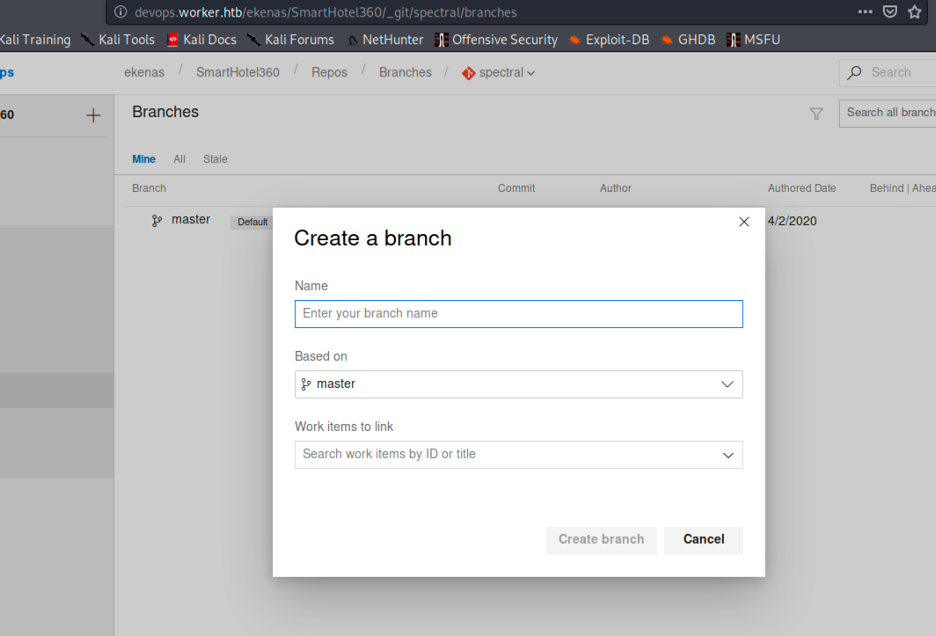 devops.worker.htb/ekenas/SmartHotel360/_git/spectral/branches
Kali Training Kali Tools Kali Docs Kali Forums NetHunter Offensive Security Exploit-DB GHDB MSFU
ps ekenas / SmartHotel360 / Repos / Branches / spectral Search
60 Branches
Search all branch
Mine All Stale
Branch Commit Author Authored Date Behind | Ahea
master Default 4/2/2020
Create a branch
Name
Enter your branch name
Based on
master
Work items to link
Search work items by ID or title
Create branch Cancel